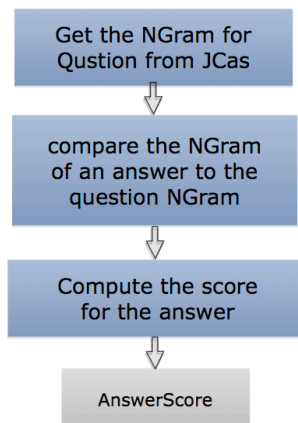 Get the NGram for
Qustion from JCas
compare the NGram
of an answer to the
question NGram
Compute the score
for the answer
AnswerScore